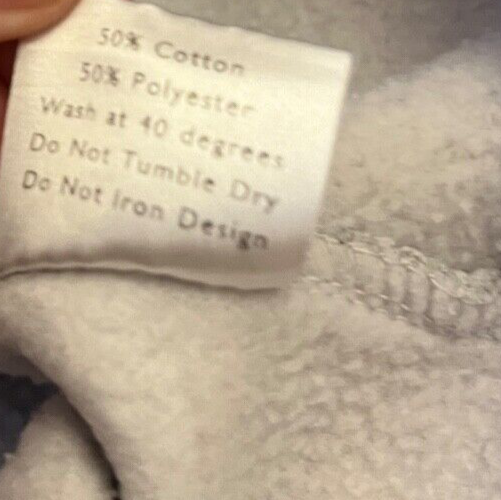 50% Cotton
50% Polyester
Wash at 40 degrees
Do Not Tumble Dry
Do Not Iron Design